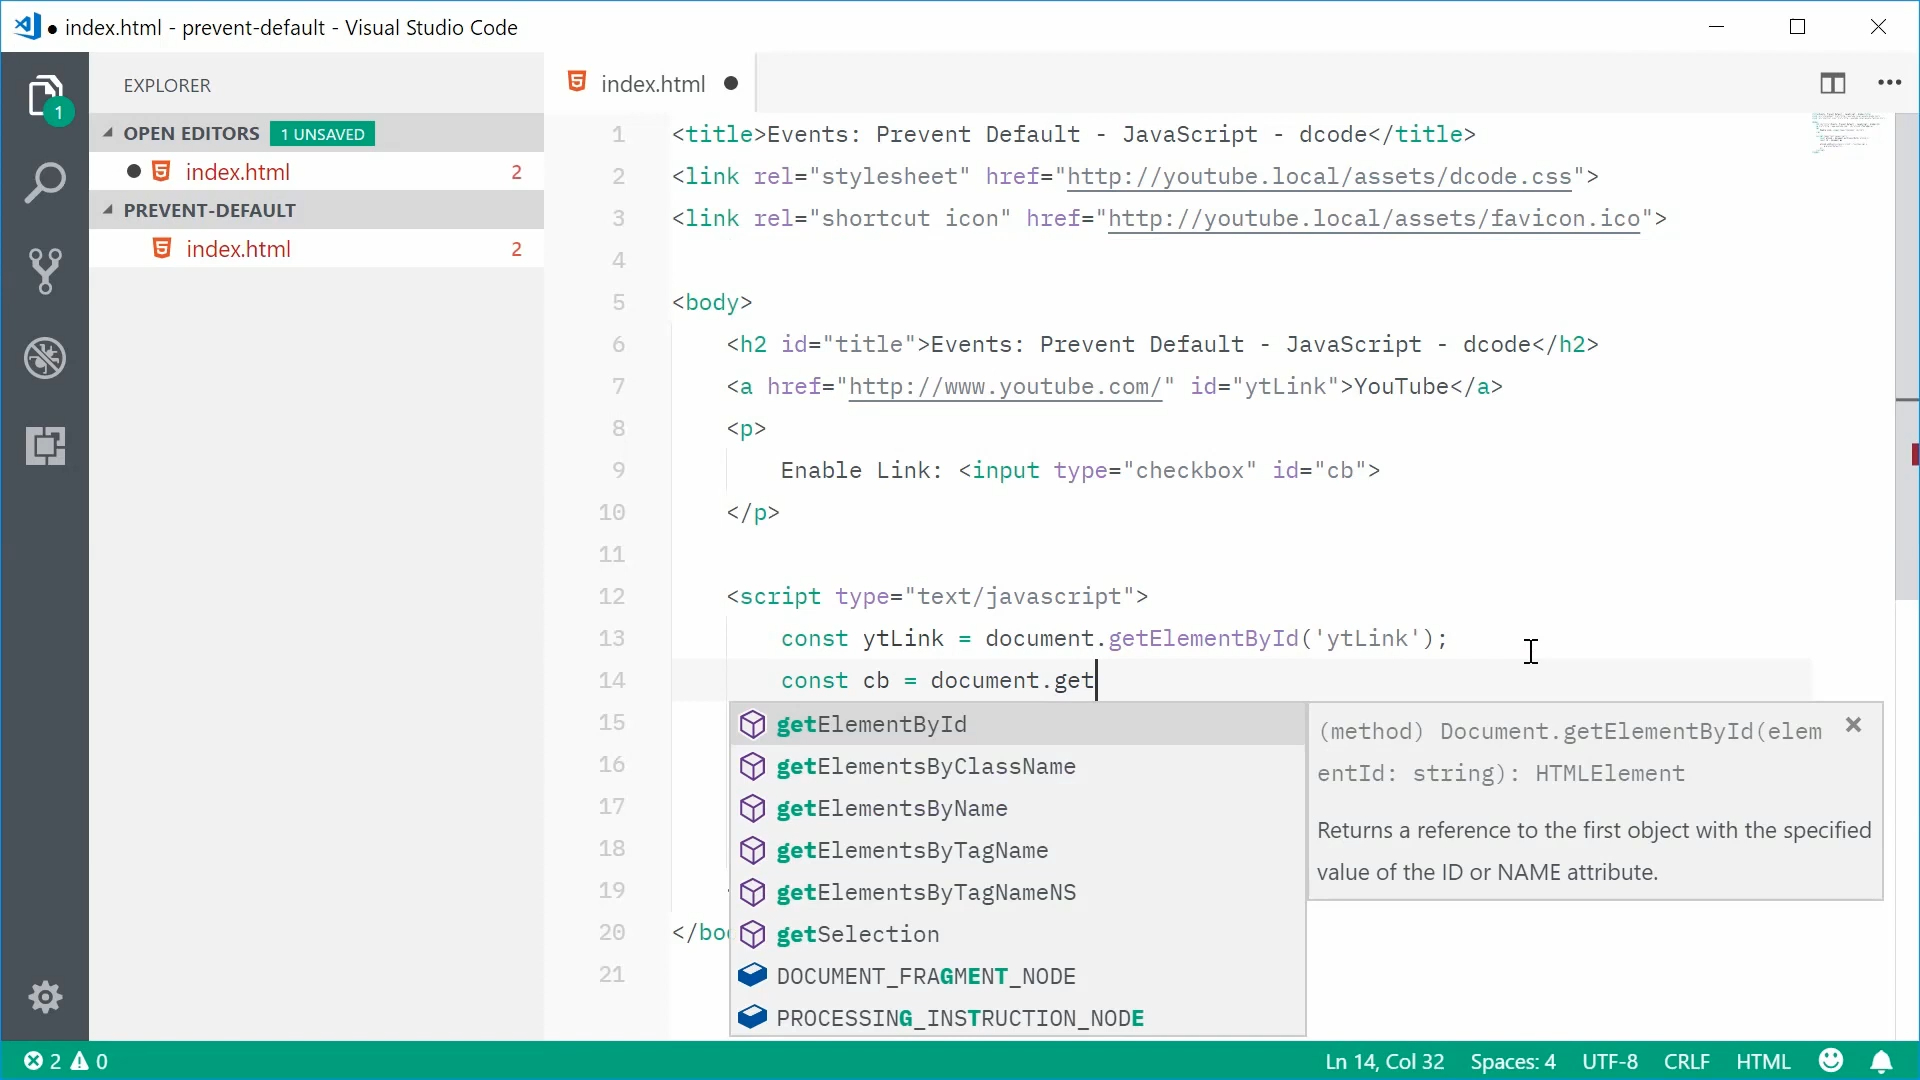 ● index.html - prevent-default - Visual Studio Code
EXPLORER
OPEN EDITORS 1 UNSAVED
index.html 2
PREVENT-DEFAULT
index.html 2
1
index.html
1 <title>Events: Prevent Default - JavaScript - dcode</title>
2 <link rel="stylesheet" href="http://youtube.local/assets/dcode.css">
3 <link rel="shortcut icon" href="http://youtube.local/assets/favicon.ico">
4
5 <body>
6 <h2 id="title">Events: Prevent Default - JavaScript - dcode</h2>
7 <a href="http://www.youtube.com/" id="ytLink">YouTube</a>
8 <p>
9 Enable Link: <input type="checkbox" id="cb">
10 </p>
11
12 <script type="text/javascript">
13 const ytLink = document.getElementById('ytLink');
14 const cb = document.get
15
16
17
18
19
20 </bo
21
getElementById
getElementsByClassName
getElementsByName
getElementsByTagName
getElementsByTagNameNS
getSelection
DOCUMENT_FRAGMENT_NODE
PROCESSING_INSTRUCTION_NODE
(method) Document.getElementById(elem
entId: string): HTMLElement
Returns a reference to the first object with the specified
value of the ID or NAME attribute.
2 0
Ln 14, Col 32 Spaces: 4 UTF-8 CRLF HTML